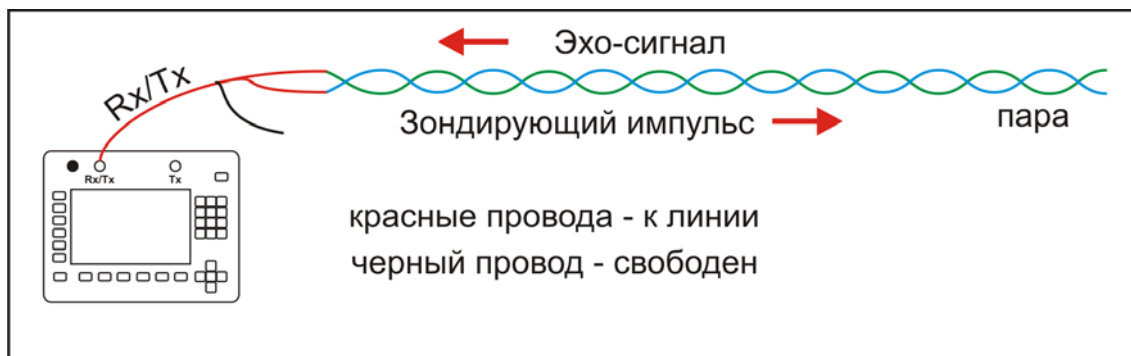 Эхо-сигнал
Rx/Tx
Зондирующий импульс
пара
Rx/Tx
Tx
красные провода - к линии
черный провод - свободен